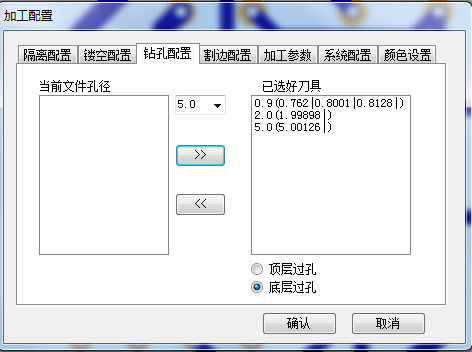 加工配置
隔离配置 镂空配置 钻孔配置 割边配置 加工参数 系统配置 颜色设置
当前文件孔径 已选好刀具
5.0
0.9(0.762|0.8001|0.8128|)
2.0(1.99898|)
5.0(5.00126|)
>>
<<
顶层过孔
底层过孔
确认 取消